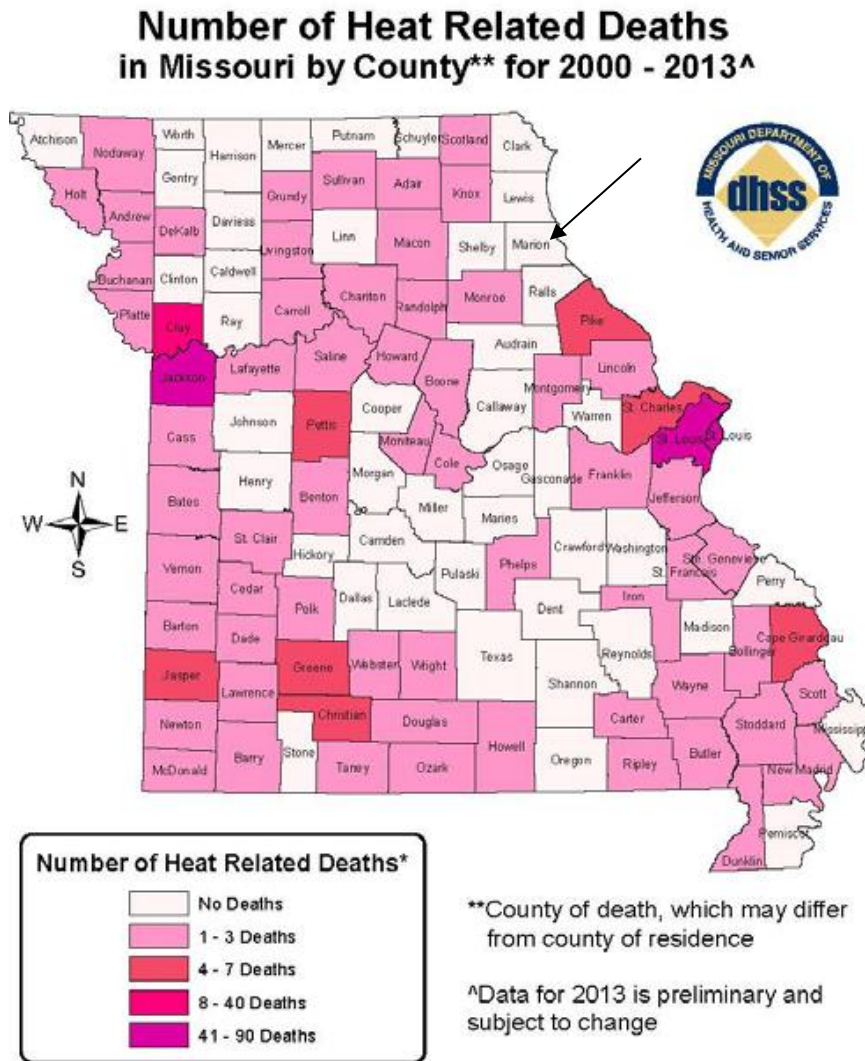 Number of Heat Related Deaths
in Missouri by County** for 2000 - 2013^
MISSOURI DEPARTMENT OF
dhss
HEALTH AND SENIOR SERVICES
Atchison
Nodaway
Worth
Harrison
Mercer
Putnam
Schuyler
Scotland
Clark
Gentry
Holt
Andrew
DeKalb
Daviess
Grundy
Sullivan
Adair
Knox
Lewis
Linn
Macon
Shelby
Marion
Buchanan
Clinton
Caldwell
Livingston
Platte
Clay
Ray
Carroll
Chariton
Randolph
Monroe
Ralls
Pike
Audrain
Jackson
Lafayette
Saline
Howard
Boone
Callaway
Montgomery
Lincoln
Warren
St. Charles
St. Louis
St. Louis
Cass
Johnson
Pettis
Cooper
Moniteau
Cole
Osage
Gasconade
Franklin
Jefferson
Bates
Henry
Benton
Morgan
Miller
Maries
N
W E
S
St. Clair
Hickory
Camden
Pulaski
Phelps
Crawford
Washington
Ste. Genevieve
St. Francois
Perry
Vernon
Cedar
Polk
Dallas
Laclede
Dent
Iron
Madison
Cape Girardeau
Bollinger
Barton
Dade
Greene
Webster
Wright
Texas
Reynolds
Shannon
Wayne
Scott
Jasper
Lawrence
Christian
Douglas
Howell
Carter
Stoddard
Mississippi
Newton
Barry
Stone
Taney
Ozark
Oregon
Ripley
Butler
New Madrid
McDonald
Pemiscot
Dunklin
Number of Heat Related Deaths*
No Deaths
1 - 3 Deaths
4 - 7 Deaths
8 - 40 Deaths
41 - 90 Deaths
**County of death, which may differ
from county of residence
^Data for 2013 is preliminary and
subject to change